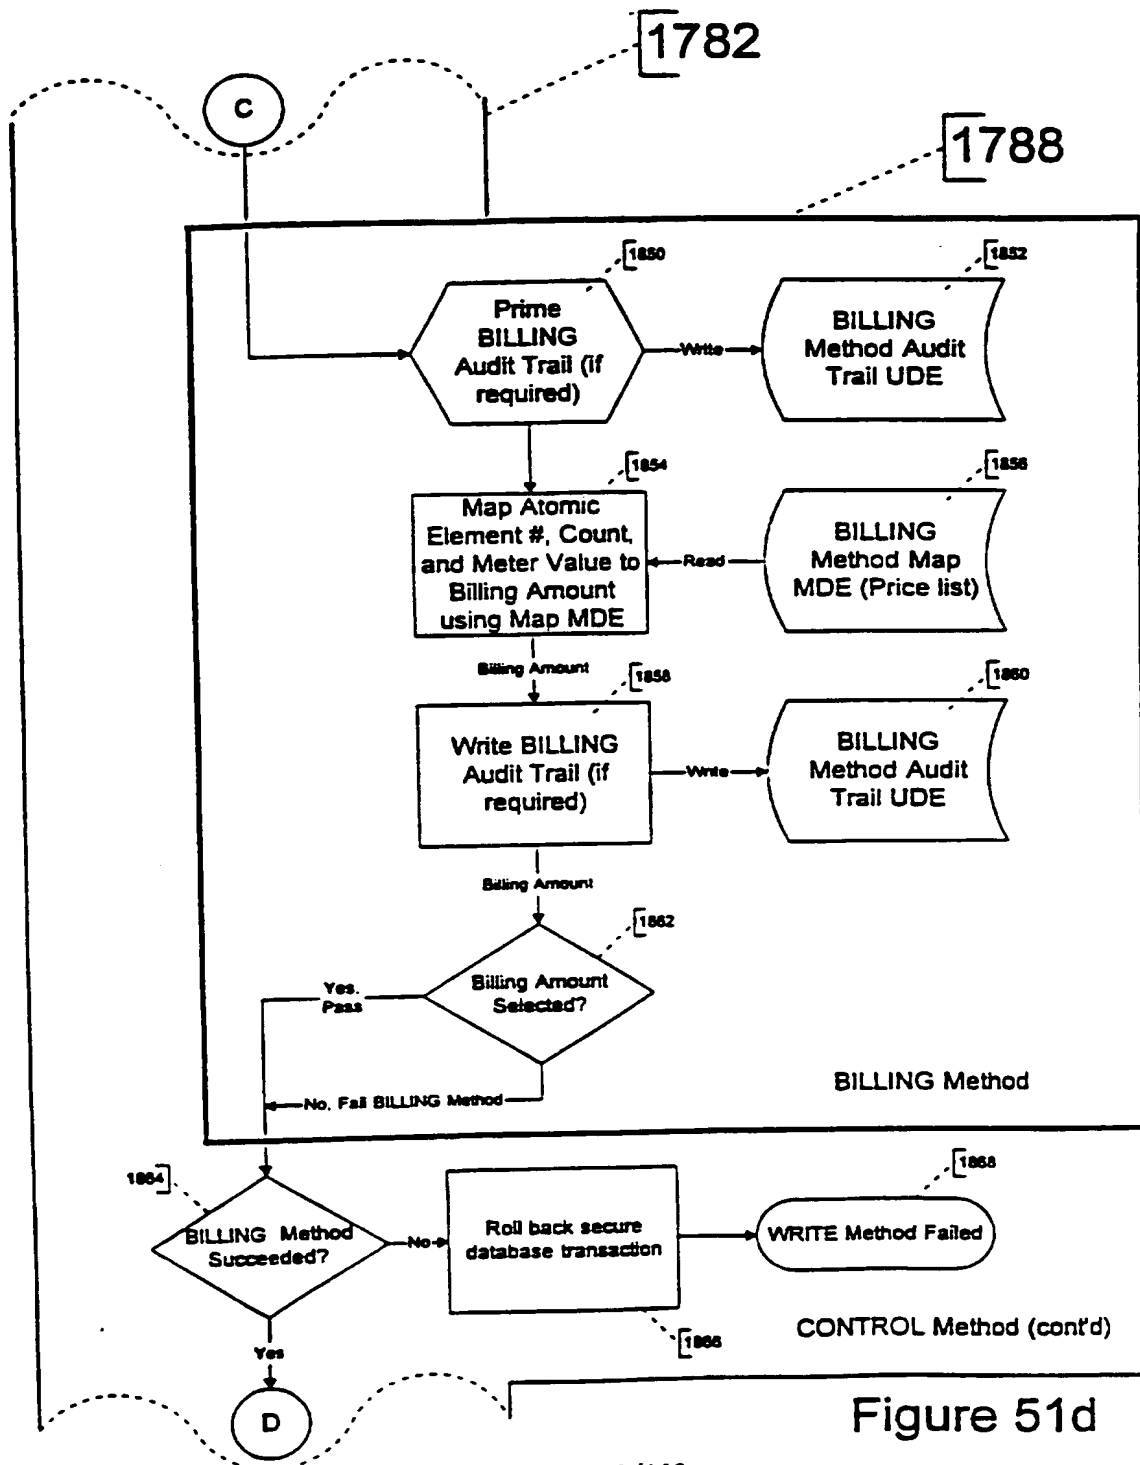 1782
C
1788
1850
Prime
BILLING
Audit Trail (if
required)
Write
1852
BILLING
Method Audit
Trail UDE
1854
Map Atomic
Element #, Count,
and Meter Value to
Billing Amount
using Map MDE
Read
1856
BILLING
Method Map
MDE (Price list)
Billing Amount
1858
Write BILLING
Audit Trail (if
required)
Write
1860
BILLING
Method Audit
Trail UDE
Billing Amount
1862
Billing Amount
Selected?
Yes.
Pass
No, Fail BILLING Method
BILLING Method
1864
BILLING Method
Succeeded?
No
Roll back secure
database transaction
1866
1868
WRITE Method Failed
CONTROL Method (cont'd)
Yes
D
Figure 51d